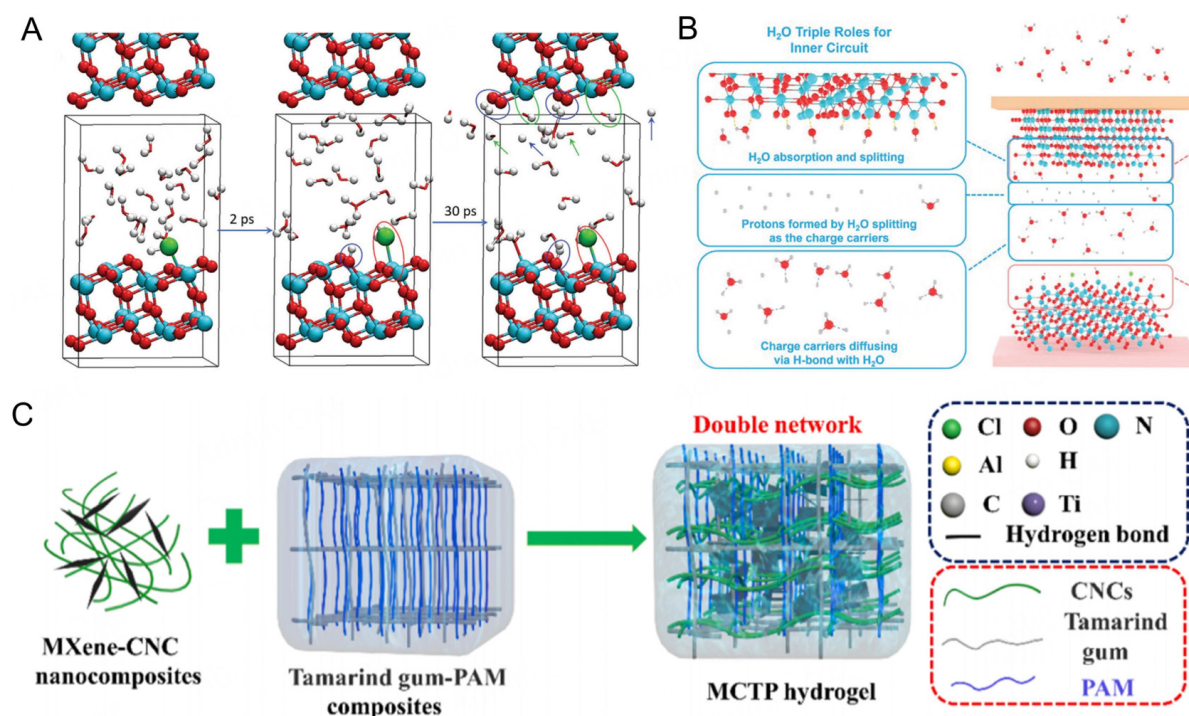 A
2 ps
30 ps
B
H₂O Triple Roles for
Inner Circuit
H₂O absorption and splitting
Protons formed by H₂O splitting
as the charge carriers
Charge carriers diffusing
via H-bond with H₂O
C
MXene-CNC
nanocomposites
Tamarind gum-PAM
composites
Double network
MCTP hydrogel
Cl O N
Al H
C Ti
Hydrogen bond
CNCs
Tamarind
gum
PAM